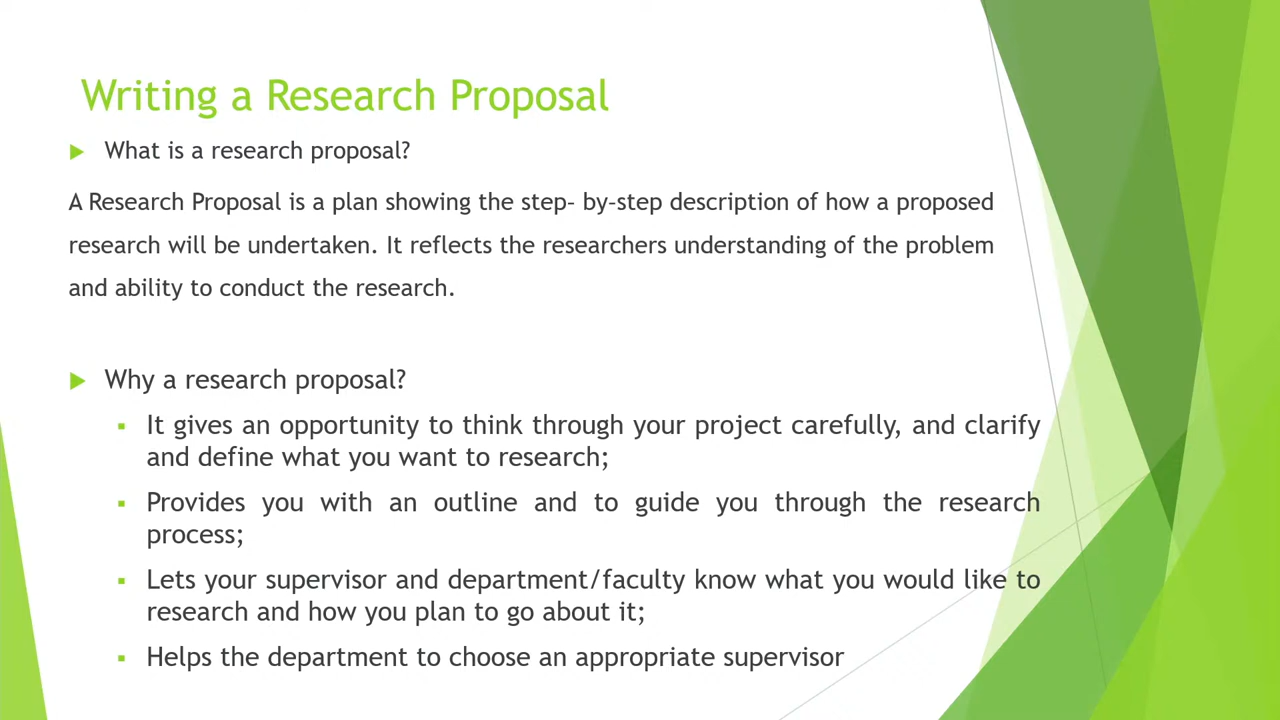 Writing a Research Proposal
What is a research proposal?
A Research Proposal is a plan showing the step- by-step description of how a proposed
research will be undertaken. It reflects the researchers understanding of the problem
and ability to conduct the research.
Why a research proposal?
It gives an opportunity to think through your project carefully, and clarify
and define what you want to research;
Provides you with an outline and to guide you through the research
process;
Lets your supervisor and department/faculty know what you would like to
research and how you plan to go about it;
Helps the department to choose an appropriate supervisor